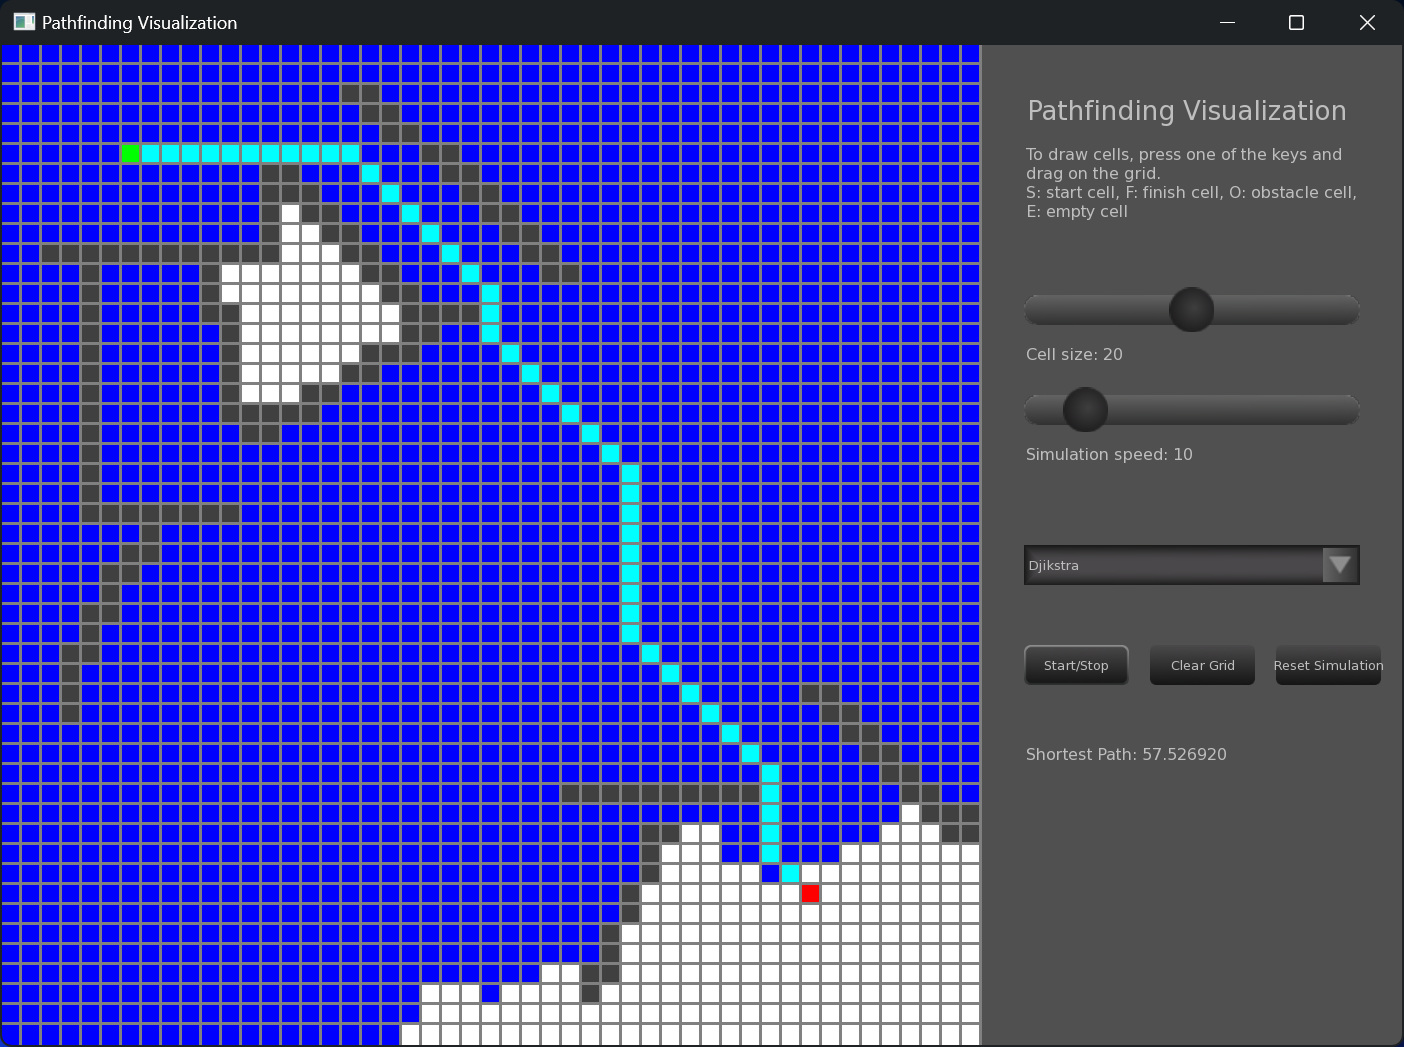 Pathfinding Visualization
Pathfinding Visualization
To draw cells, press one of the keys and
drag on the grid.
S: start cell, F: finish cell, O: obstacle cell,
E: empty cell
Cell size: 20
Simulation speed: 10
Djikstra
Start/Stop
Clear Grid
Reset Simulation
Shortest Path: 57.526920